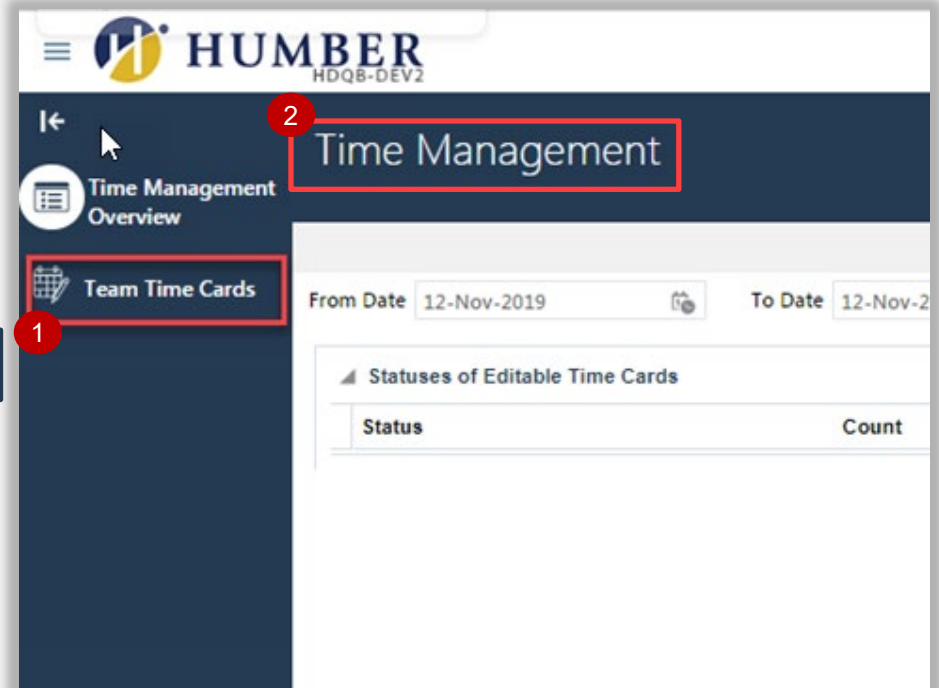 HUMBER
HDQB-DEV2
2
Time Management
Time Management
Overview
Team Time Cards
1
From Date 12-Nov-2019 To Date 12-Nov-2
Statuses of Editable Time Cards
Status Count